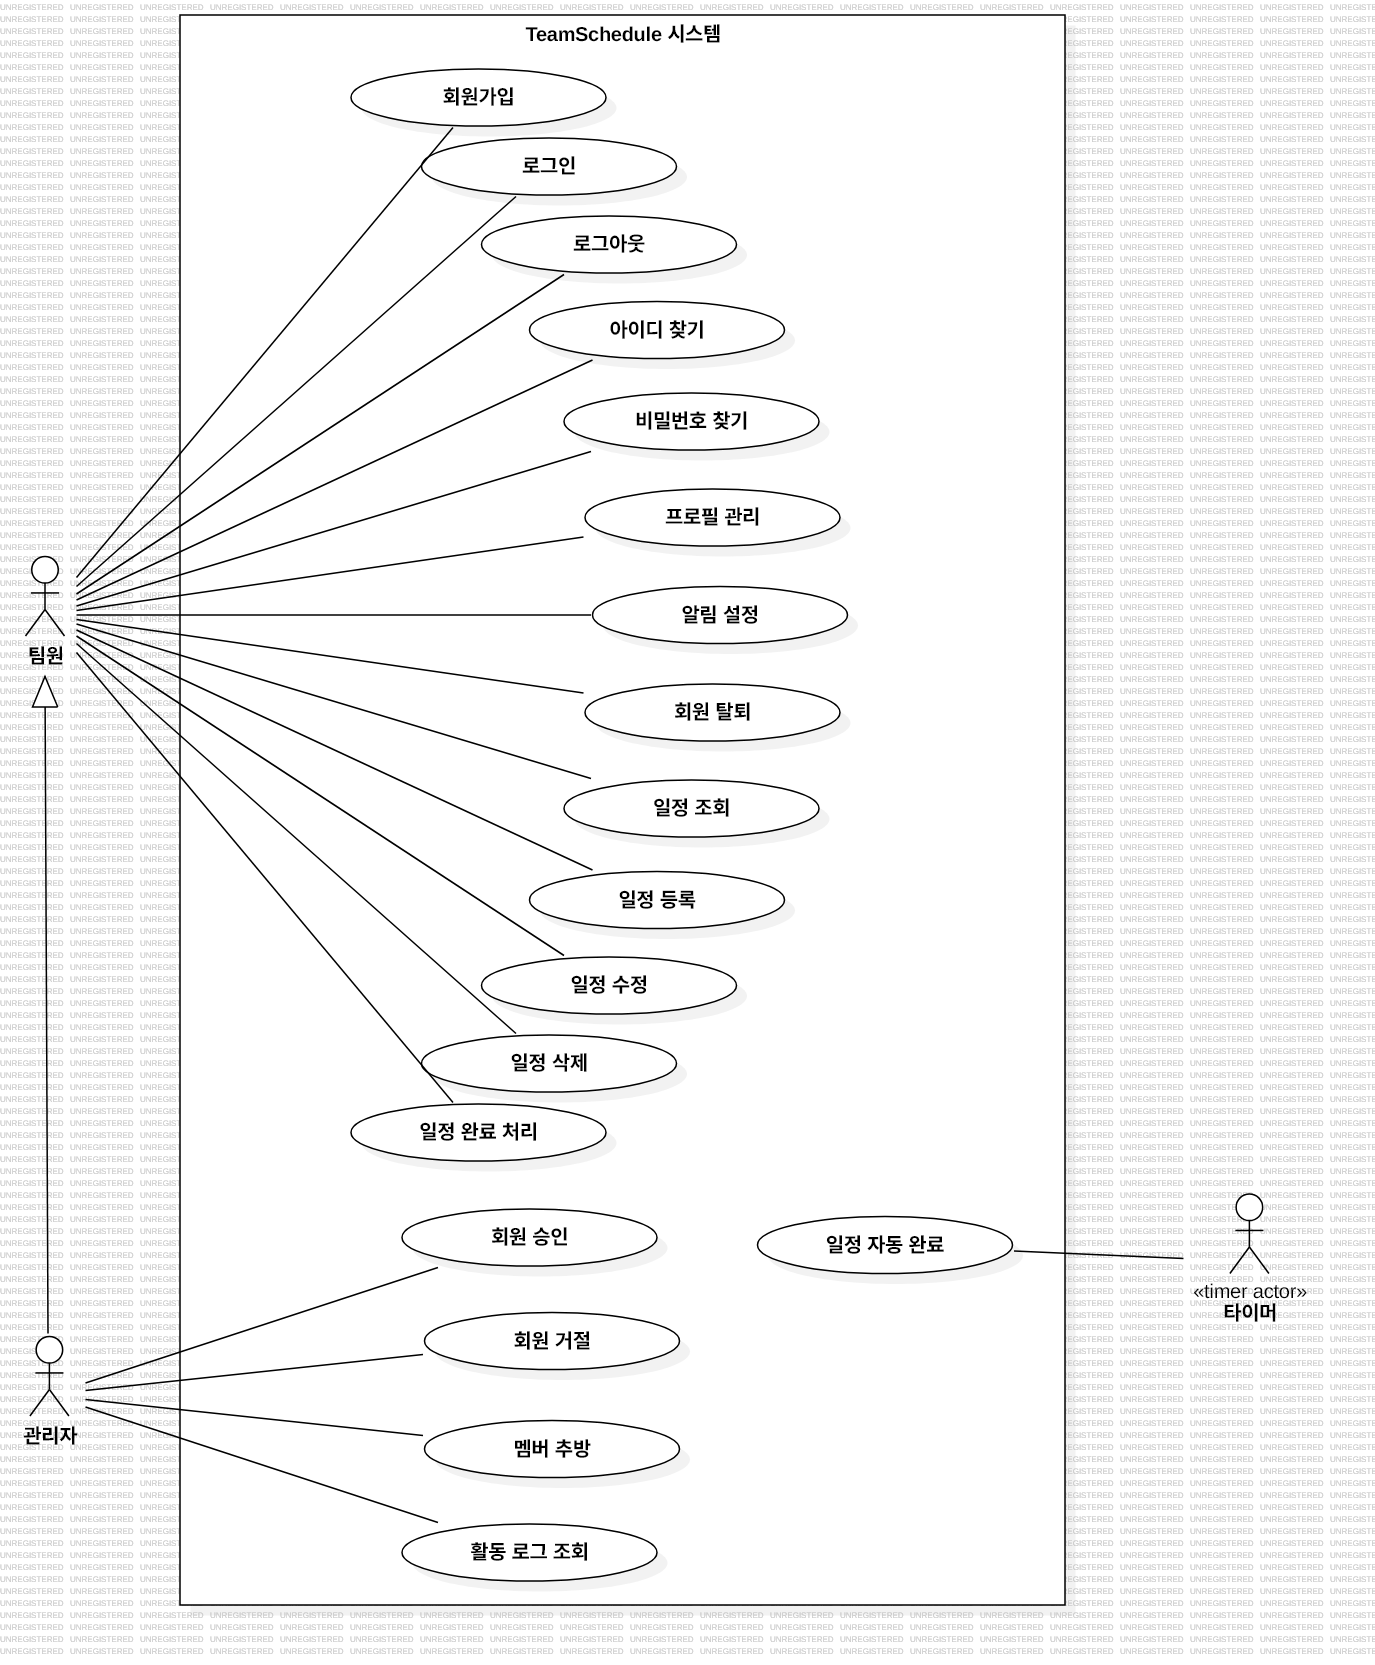 TeamSchedule 시스템
회원가입
로그인
로그아웃
아이디 찾기
비밀번호 찾기
프로필 관리
알림 설정
팀원
회원 탈퇴
일정 조회
일정 등록
일정 수정
일정 삭제
일정 완료 처리
회원 승인
일정 자동 완료
«timer actor»
타이머
회원 거절
관리자
멤버 추방
활동 로그 조회
UNREGISTERED